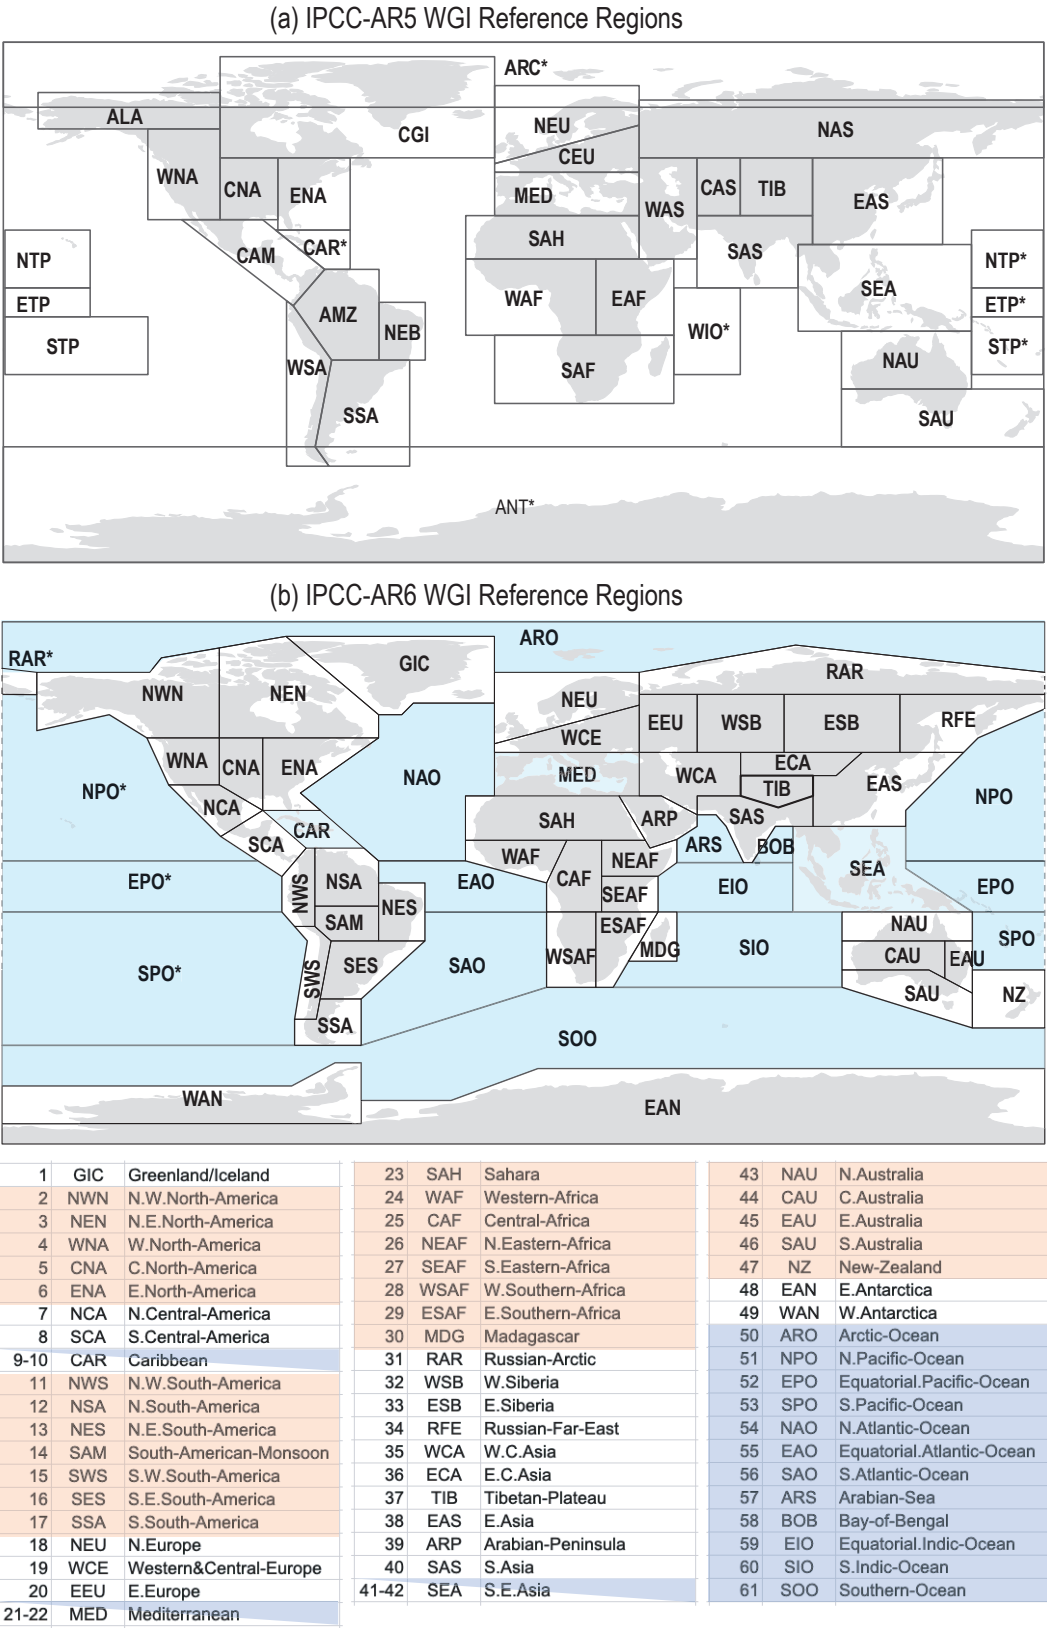 (a) IPCC-AR5 WGI Reference Regions
ARC*
ALA
NEU
CGI
NAS
CEU
WNA
CNA
ENA
MED
WAS
CAS
TIB
EAS
SAH
CAR*
CAM
SAS
NTP
NTP*
SEA
WAF
EAF
ETP
ETP*
AMZ
NEB
WIO*
STP
STP*
WSA
SAF
NAU
SSA
SAU
ANT*
(b) IPCC-AR6 WGI Reference Regions
ARO
RAR*
GIC
RAR
NWN
NEN
NEU
EEU
WSB
ESB
RFE
WCE
WNA
CNA
ENA
NAO
MED
WCA
ECA
TIB
EAS
NPO*
NPO
NCA
SAH
ARP
SAS
CAR
SCA
ARS
BOB
WAF
NEAF
SEA
EPO*
NWS
NSA
EAO
CAF
EIO
EPO
SEAF
NES
SAM
ESAF
NAU
SPO
SPO*
SWS
SES
SAO
WSAF
MDG
SIO
CAU
EAU
SAU
NZ
SSA
SOO
WAN
EAN
1 GIC Greenland/Iceland
2 NWN N.W.North-America
3 NEN N.E.North-America
4 WNA W.North-America
5 CNA C.North-America
6 ENA E.North-America
7 NCA N.Central-America
8 SCA S.Central-America
9-10 CAR Caribbean
11 NWS N.W.South-America
12 NSA N.South-America
13 NES N.E.South-America
14 SAM South-American-Monsoon
15 SWS S.W.South-America
16 SES S.E.South-America
17 SSA S.South-America
18 NEU N.Europe
19 WCE Western&Central-Europe
20 EEU E.Europe
21-22 MED Mediterranean
23 SAH Sahara
24 WAF Western-Africa
25 CAF Central-Africa
26 NEAF N.Eastern-Africa
27 SEAF S.Eastern-Africa
28 WSAF W.Southern-Africa
29 ESAF E.Southern-Africa
30 MDG Madagascar
31 RAR Russian-Arctic
32 WSB W.Siberia
33 ESB E.Siberia
34 RFE Russian-Far-East
35 WCA W.C.Asia
36 ECA E.C.Asia
37 TIB Tibetan-Plateau
38 EAS E.Asia
39 ARP Arabian-Peninsula
40 SAS S.Asia
41-42 SEA S.E.Asia
43 NAU N.Australia
44 CAU C.Australia
45 EAU E.Australia
46 SAU S.Australia
47 NZ New-Zealand
48 EAN E.Antarctica
49 WAN W.Antarctica
50 ARO Arctic-Ocean
51 NPO N.Pacific-Ocean
52 EPO Equatorial.Pacific-Ocean
53 SPO S.Pacific-Ocean
54 NAO N.Atlantic-Ocean
55 EAO Equatorial.Atlantic-Ocean
56 SAO S.Atlantic-Ocean
57 ARS Arabian-Sea
58 BOB Bay-of-Bengal
59 EIO Equatorial.Indic-Ocean
60 SIO S.Indic-Ocean
61 SOO Southern-Ocean